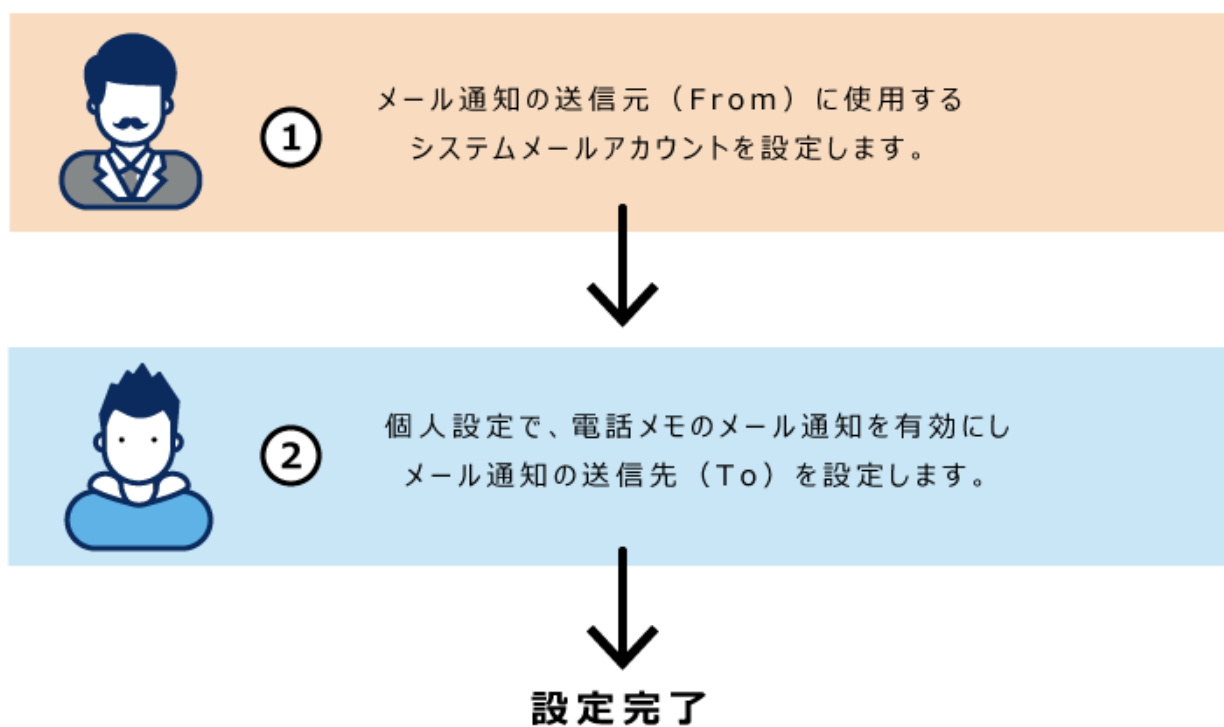 ①
メール通知の送信元（From）に使用する
システムメールアカウントを設定します。
②
個人設定で、電話メモのメール通知を有効にし
メール通知の送信先（To）を設定します。
設定完了